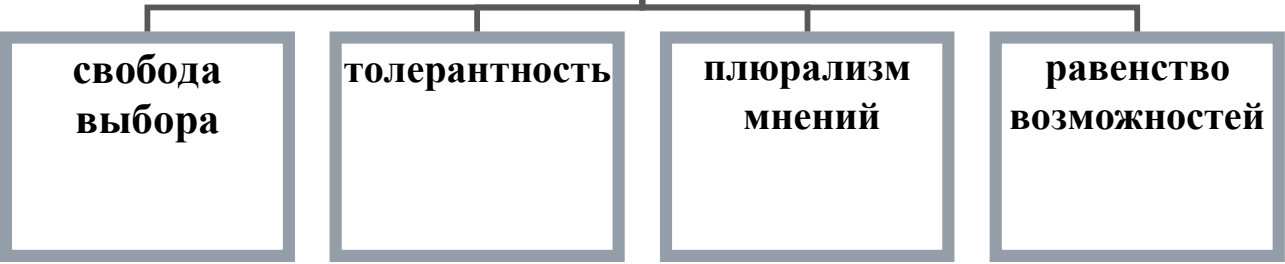 свобода
выбора
толерантность
плюрализм
мнений
равенство
возможностей